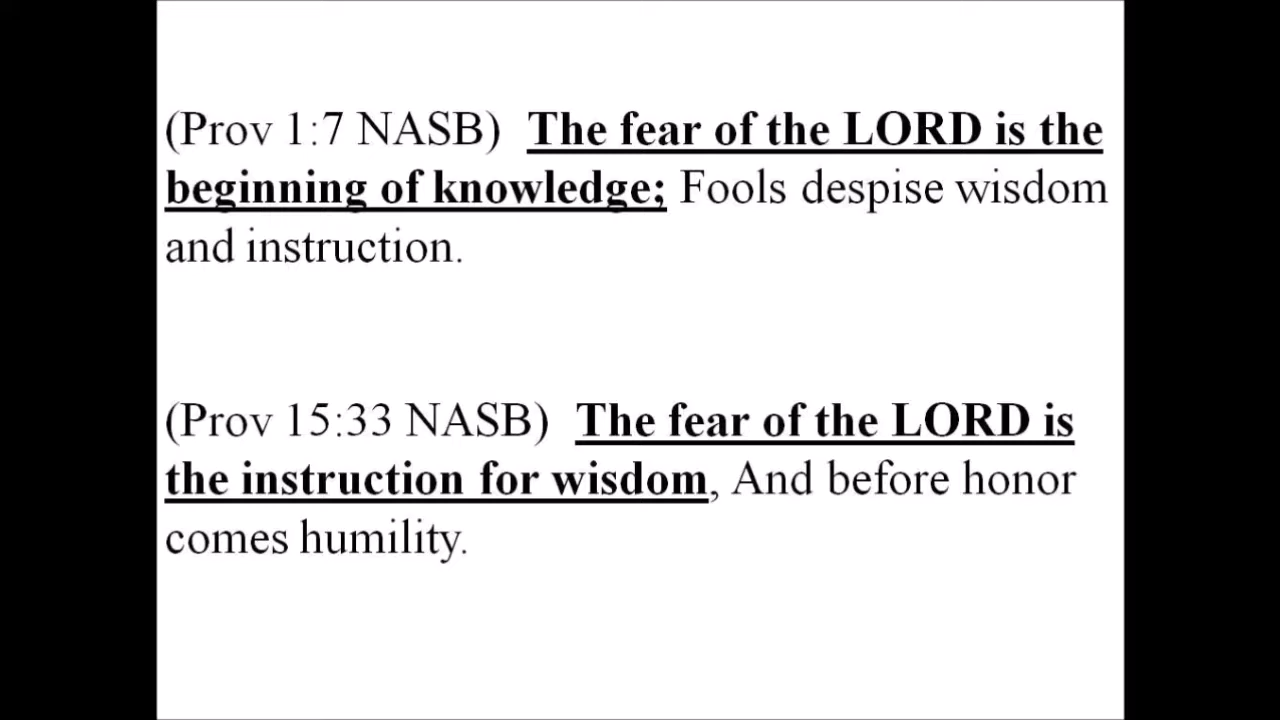 (Prov 1:7 NASB) The fear of the LORD is the
beginning of knowledge; Fools despise wisdom
and instruction.
(Prov 15:33 NASB) The fear of the LORD is
the instruction for wisdom, And before honor
comes humility.